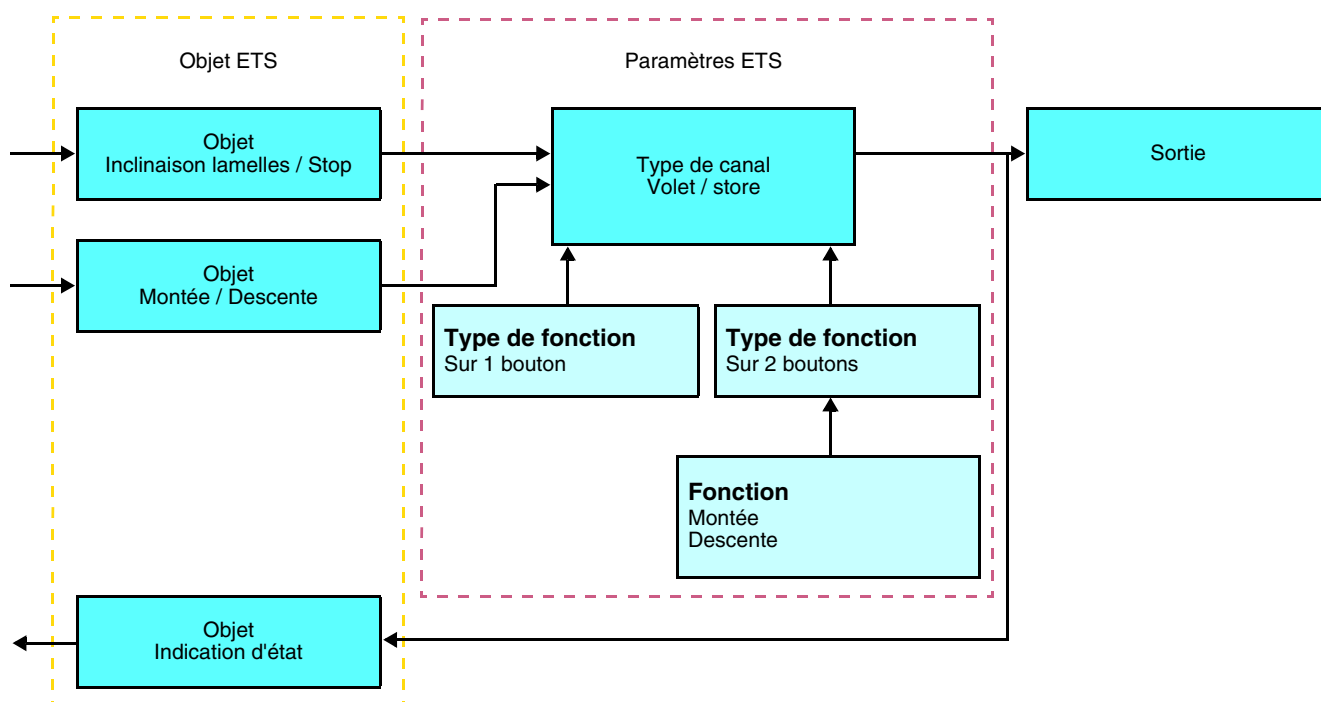 Objet ETS
Paramètres ETS
Objet
Inclinaison lamelles / Stop
Type de canal
Volet / store
Sortie
Objet
Montée / Descente
Type de fonction
Sur 1 bouton
Type de fonction
Sur 2 boutons
Fonction
Montée
Descente
Objet
Indication d'état